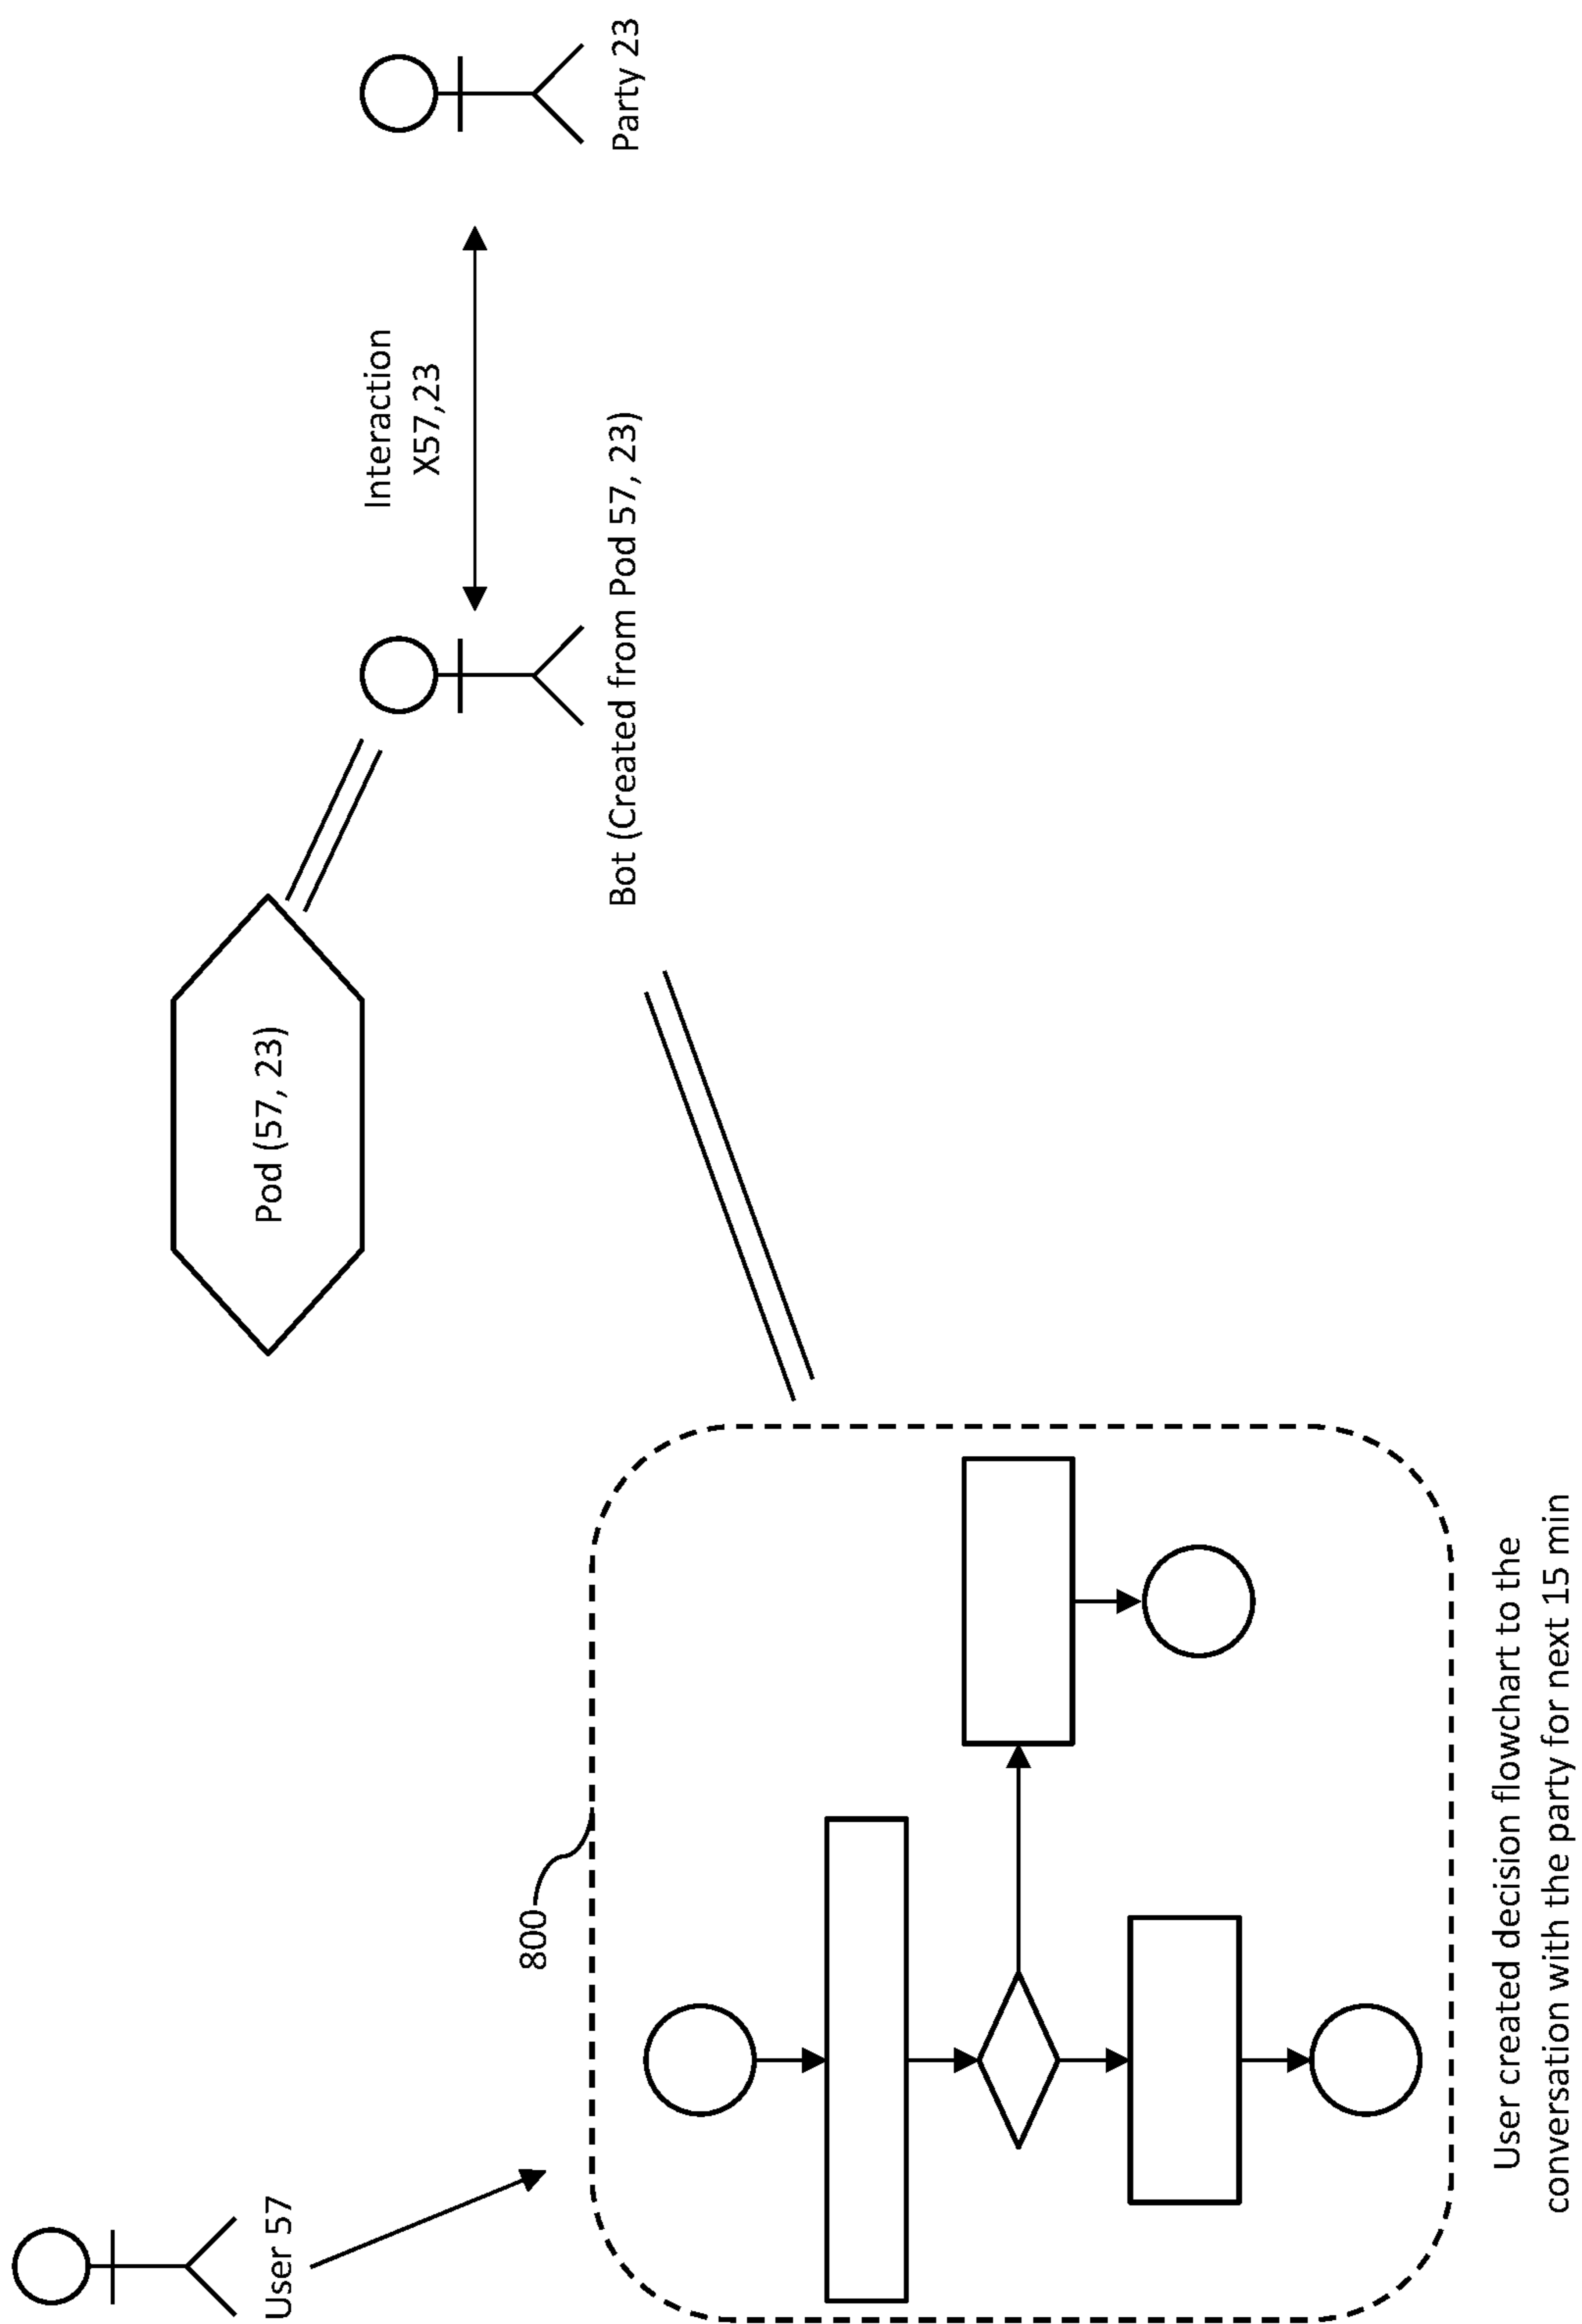 User 57
Pod (57, 23)
Interaction
X57,23
Party 23
Bot (Created from Pod 57, 23)
800
User created decision flowchart to the
conversation with the party for next 15 min